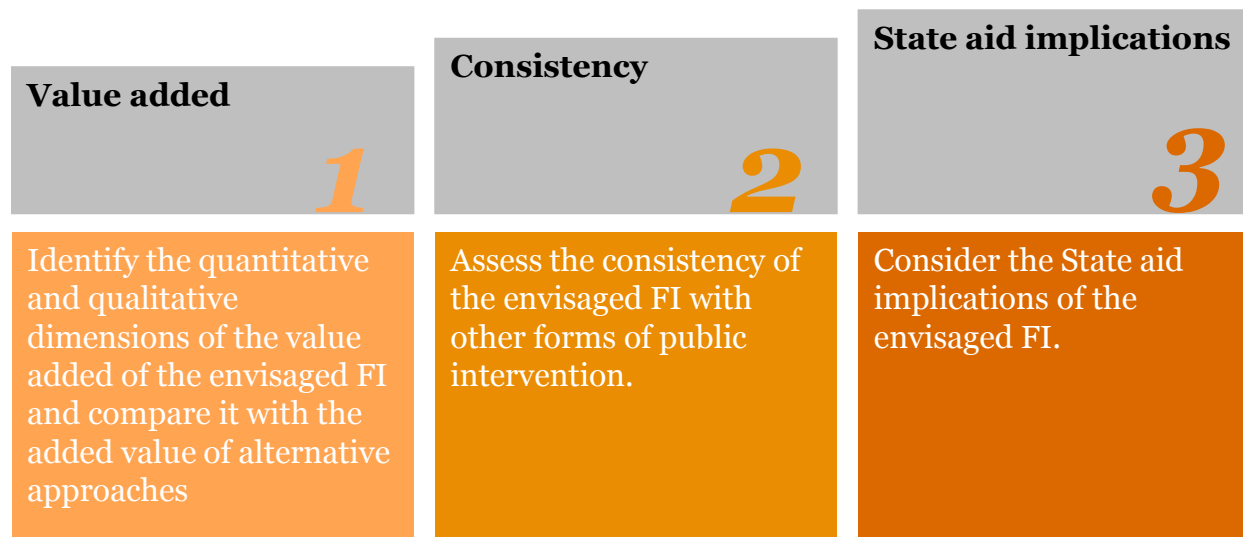 Value added
1
Identify the quantitative
and qualitative
dimensions of the value
added of the envisaged FI
and compare it with the
added value of alternative
approaches
Consistency
2
Assess the consistency of
the envisaged FI with
other forms of public
intervention.
State aid implications
3
Consider the State aid
implications of the
envisaged FI.